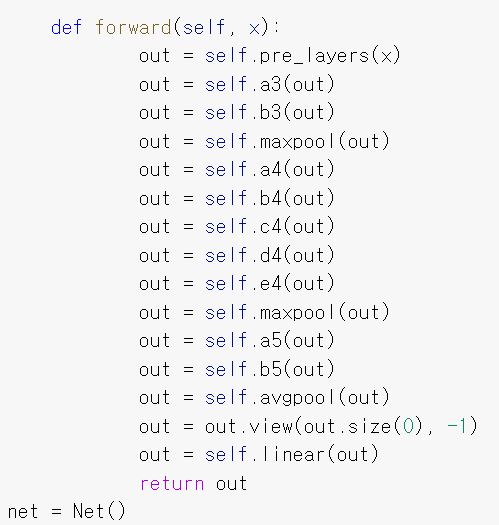 def forward(self, x):
out = self.pre_layers(x)
out = self.a3(out)
out = self.b3(out)
out = self.maxpool(out)
out = self.a4(out)
out = self.b4(out)
out = self.c4(out)
out = self.d4(out)
out = self.e4(out)
out = self.maxpool(out)
out = self.a5(out)
out = self.b5(out)
out = self.avgpool(out)
out = out.view(out.size(0), -1)
out = self.linear(out)
return out
net = Net()